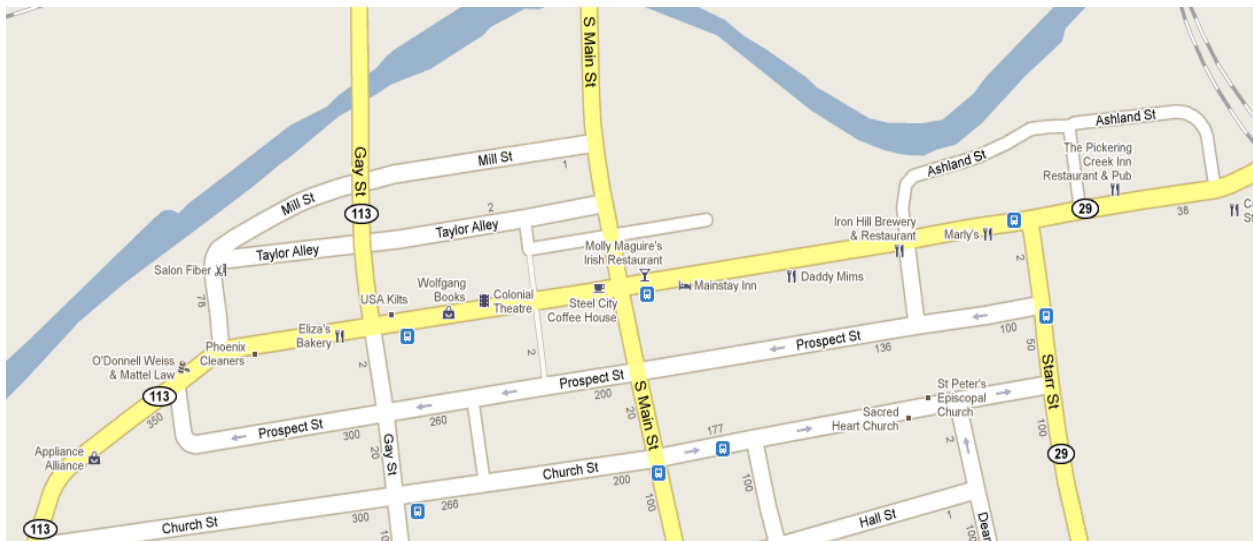 S Main St
Ashland St
The Pickering
Creek Inn
Restaurant & Pub
Ashland St
Gay St
Mill St
1
Mill St
2
113
29
38
Taylor Alley
Iron Hill Brewery
& Restaurant
Marly's
Taylor Alley
Molly Maguire's
Irish Restaurant
2
Salon Fiber
Wolfgang
Books
Daddy Mims
Mainstay Inn
78
USA Kilts
Colonial
Theatre
Steel City
Coffee House
Eliza's
Bakery
100
50
Phoenix
Cleaners
Prospect St
136
O'Donnell Weiss
& Mattel Law
2
2
Starr St
Prospect St
S Main St
St Peter's
Episcopal
Church
113
200
350
260
20
Sacred
Heart Church
Prospect St
300
177
100
Gay St
20
2
Appliance
Alliance
29
Church St
200
100
100
266
Church St
300
Hall St
1
113
100